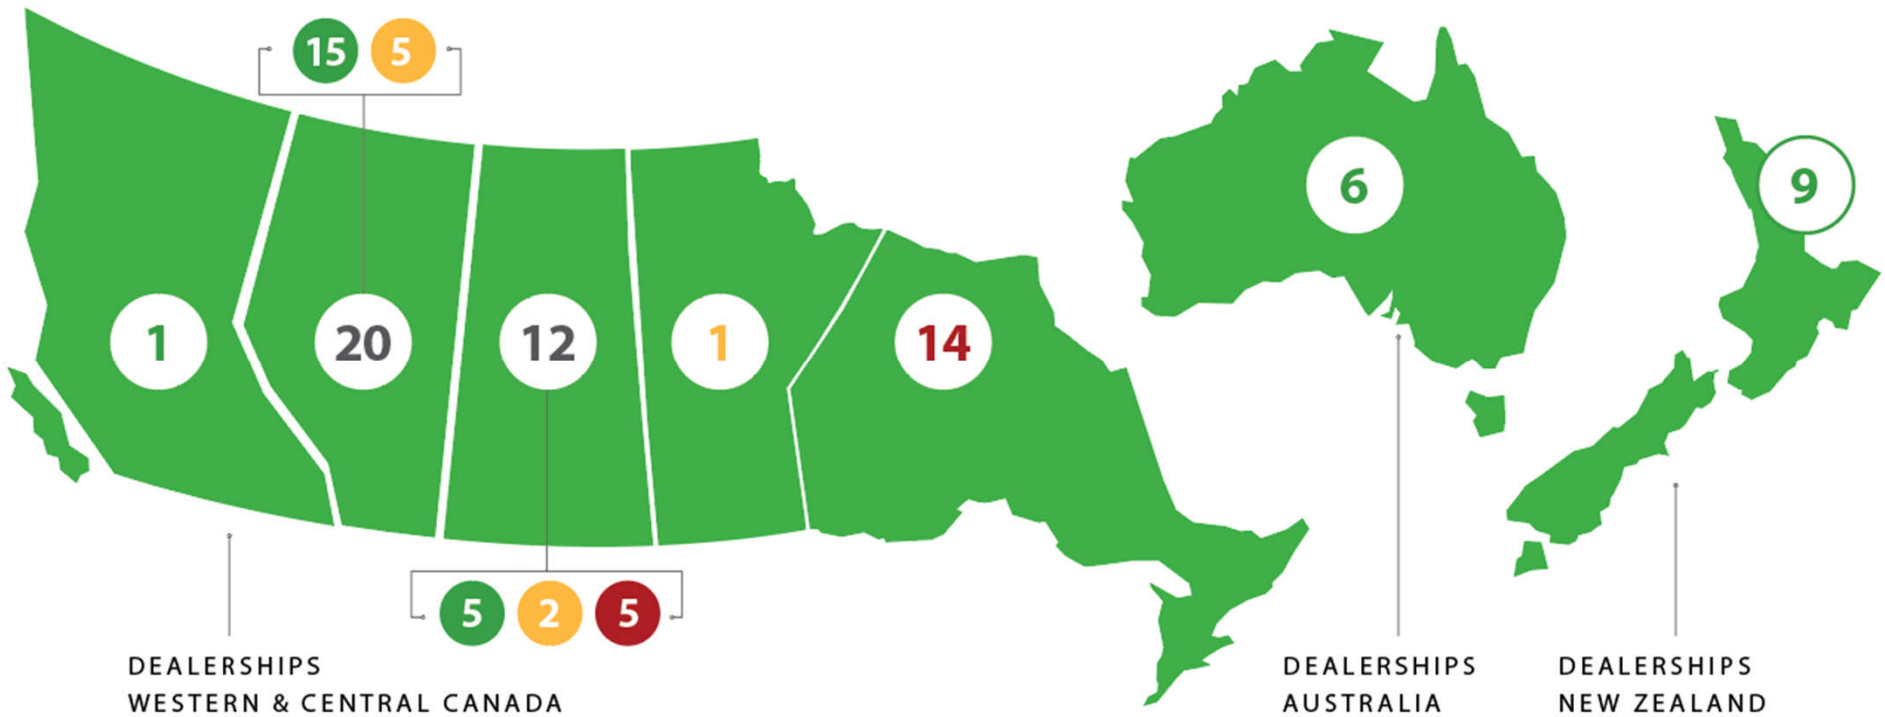 15 5
6
9
1
20
12
1
14
5 2 5
DEALERSHIPS
WESTERN & CENTRAL CANADA
DEALERSHIPS
AUSTRALIA
DEALERSHIPS
NEW ZEALAND